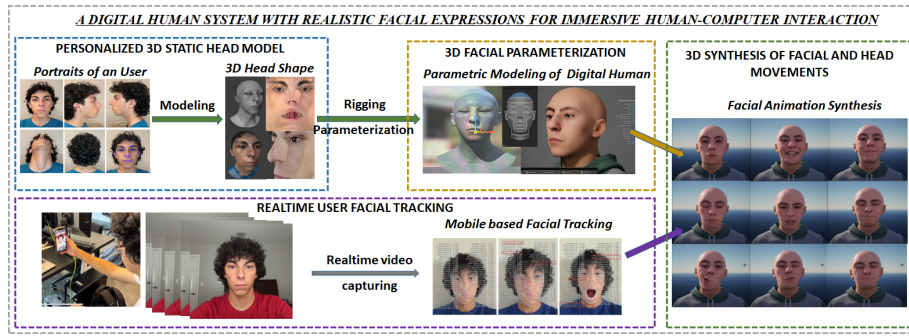 A DIGITAL HUMAN SYSTEM WITH REALISTIC FACIAL EXPRESSIONS FOR IMMERSIVE HUMAN-COMPUTER INTERACTION
PERSONALIZED 3D STATIC HEAD MODEL
Portraits of an User
3D Head Shape
Modeling
Rigging
Parameterization
3D FACIAL PARAMETERIZATION
Parametric Modeling of Digital Human
3D SYNTHESIS OF FACIAL AND HEAD
MOVEMENTS
Facial Animation Synthesis
REALTIME USER FACIAL TRACKING
Mobile based Facial Tracking
Realtime video
capturing